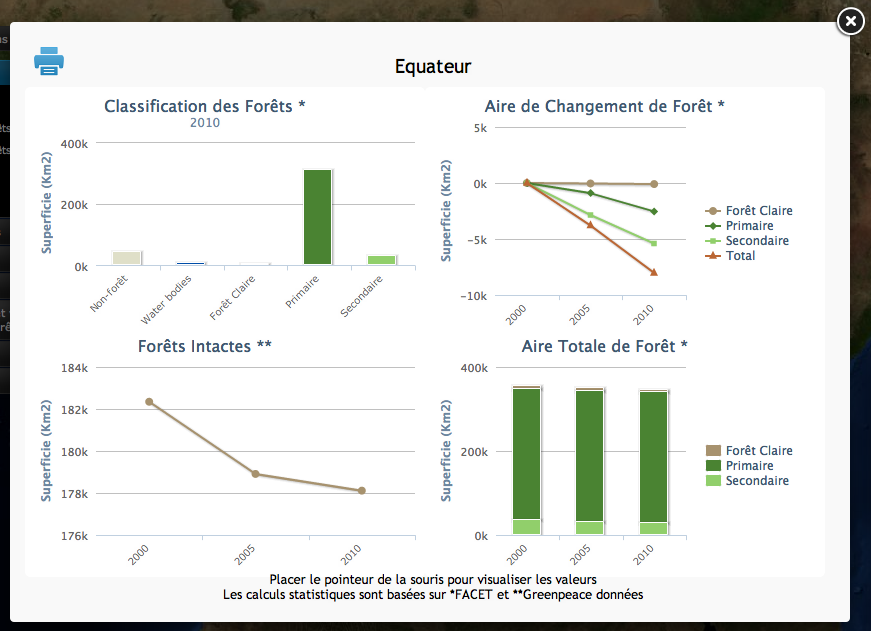 Equateur
Classification des Forêts *
2010
Superficie (Km2)
400k
200k
0k
Non-forêt
Water bodies
Forêt Claire
Primaire
Secondaire
Aire de Changement de Forêt *
Superficie (Km2)
5k
0k
−5k
−10k
2000
2005
2010
Forêt Claire
Primaire
Secondaire
Total
Forêts Intactes **
Superficie (Km2)
184k
182k
180k
178k
176k
2000
2005
2010
Aire Totale de Forêt *
Superficie (Km2)
400k
200k
0k
2000
2005
2010
Forêt Claire
Primaire
Secondaire
Placer le pointeur de la souris pour visualiser les valeurs
Les calculs statistiques sont basées sur *FACET et **Greenpeace données